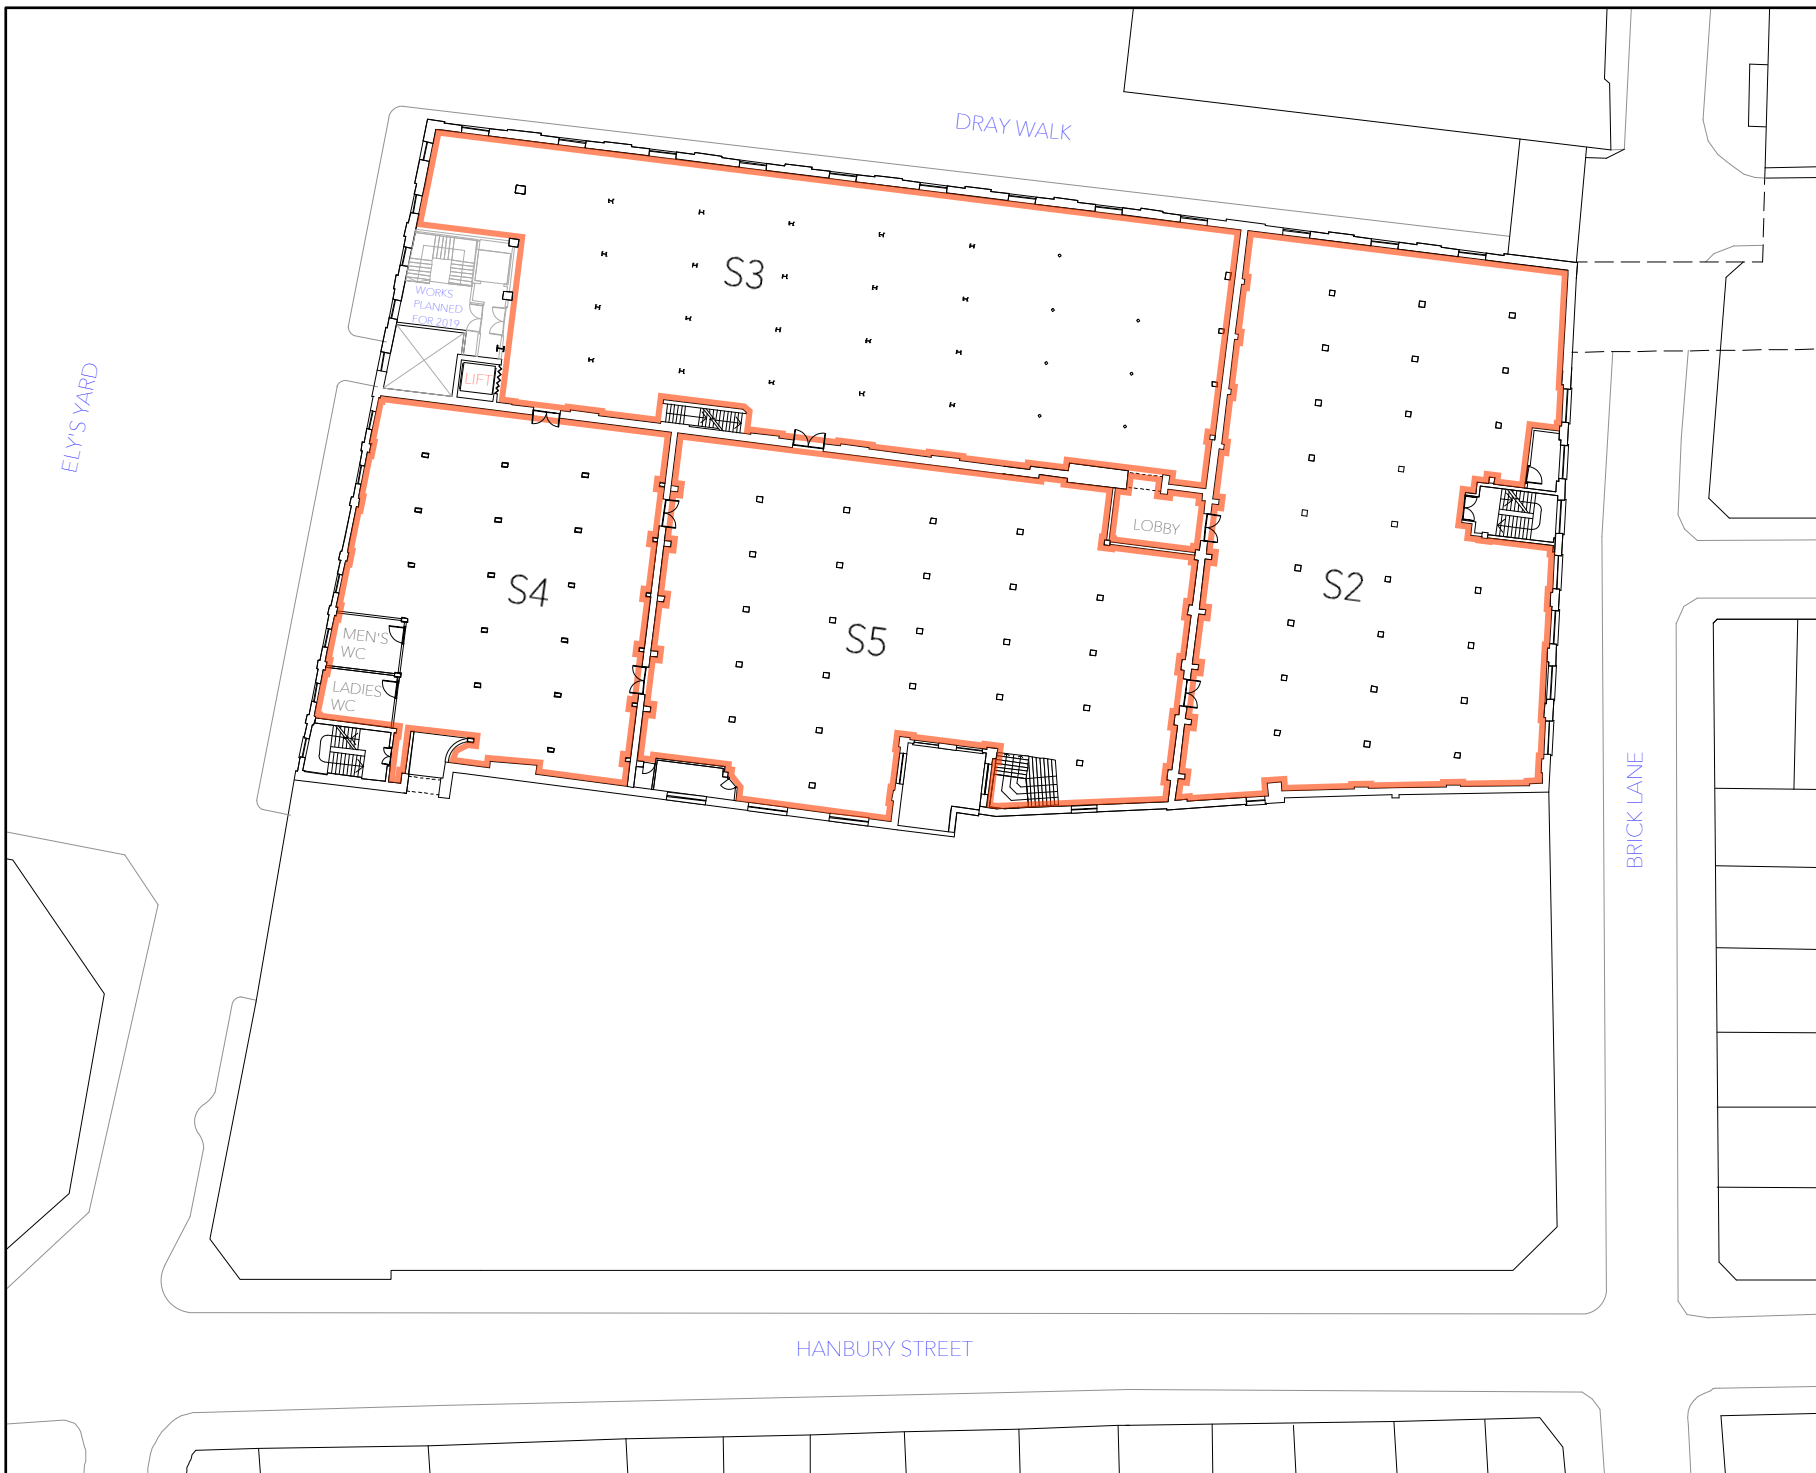 DRAY WALK
S3
WORKS
PLANNED
FOR 2019
LIFT
ELY'S YARD
LOBBY
S4
S2
S5
MEN'S
WC
LADIES
WC
BRICK LANE
HANBURY STREET